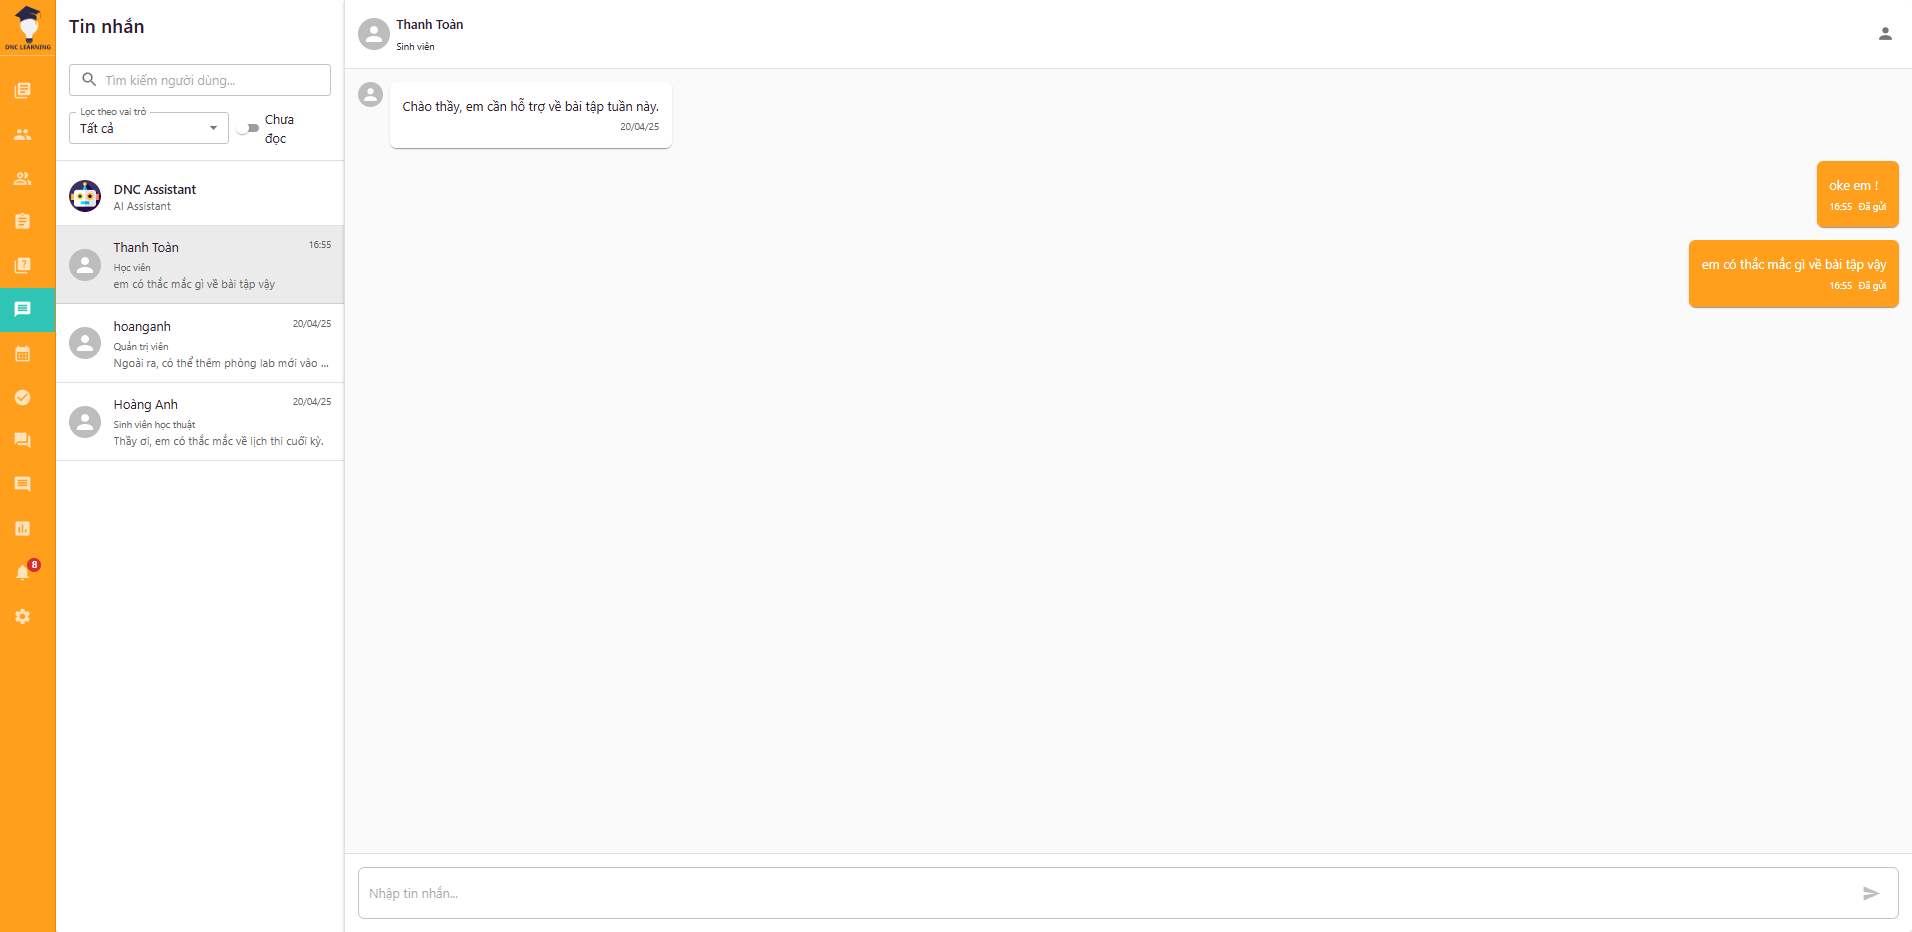 DNC LEARNING
8
Tin nhắn
Tìm kiếm người dùng...
Lọc theo vai trò
Tất cả
Chưa
đọc
DNC Assistant
AI Assistant
Thanh Toàn
16:55
Học viên
em có thắc mắc gì về bài tập vậy
hoanganh
20/04/25
Quản trị viên
Ngoài ra, có thể thêm phòng lab mới vào ...
Hoàng Anh
20/04/25
Sinh viên học thuật
Thầy ơi, em có thắc mắc về lịch thi cuối kỳ.
Thanh Toàn
Sinh viên
Chào thầy, em cần hỗ trợ về bài tập tuần này.
20/04/25
oke em !
16:55 Đã gửi
em có thắc mắc gì về bài tập vậy
16:55 Đã gửi
Nhập tin nhắn...